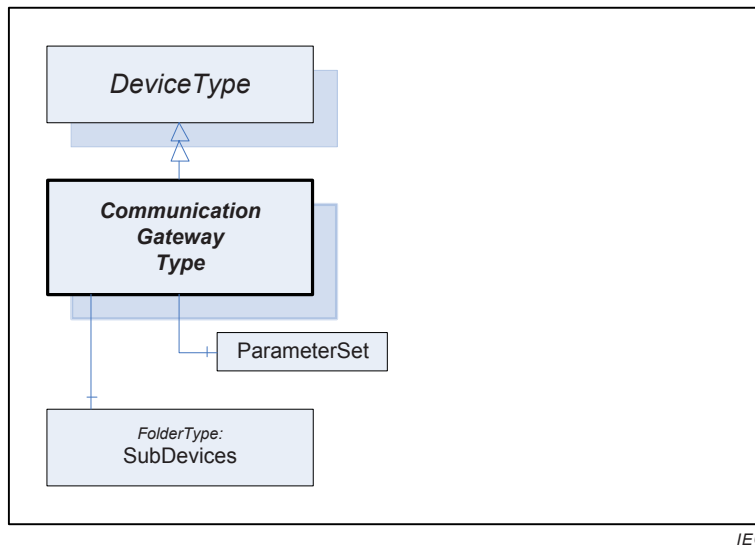 DeviceType
Communication
Gateway
Type
ParameterSet
FolderType:
SubDevices